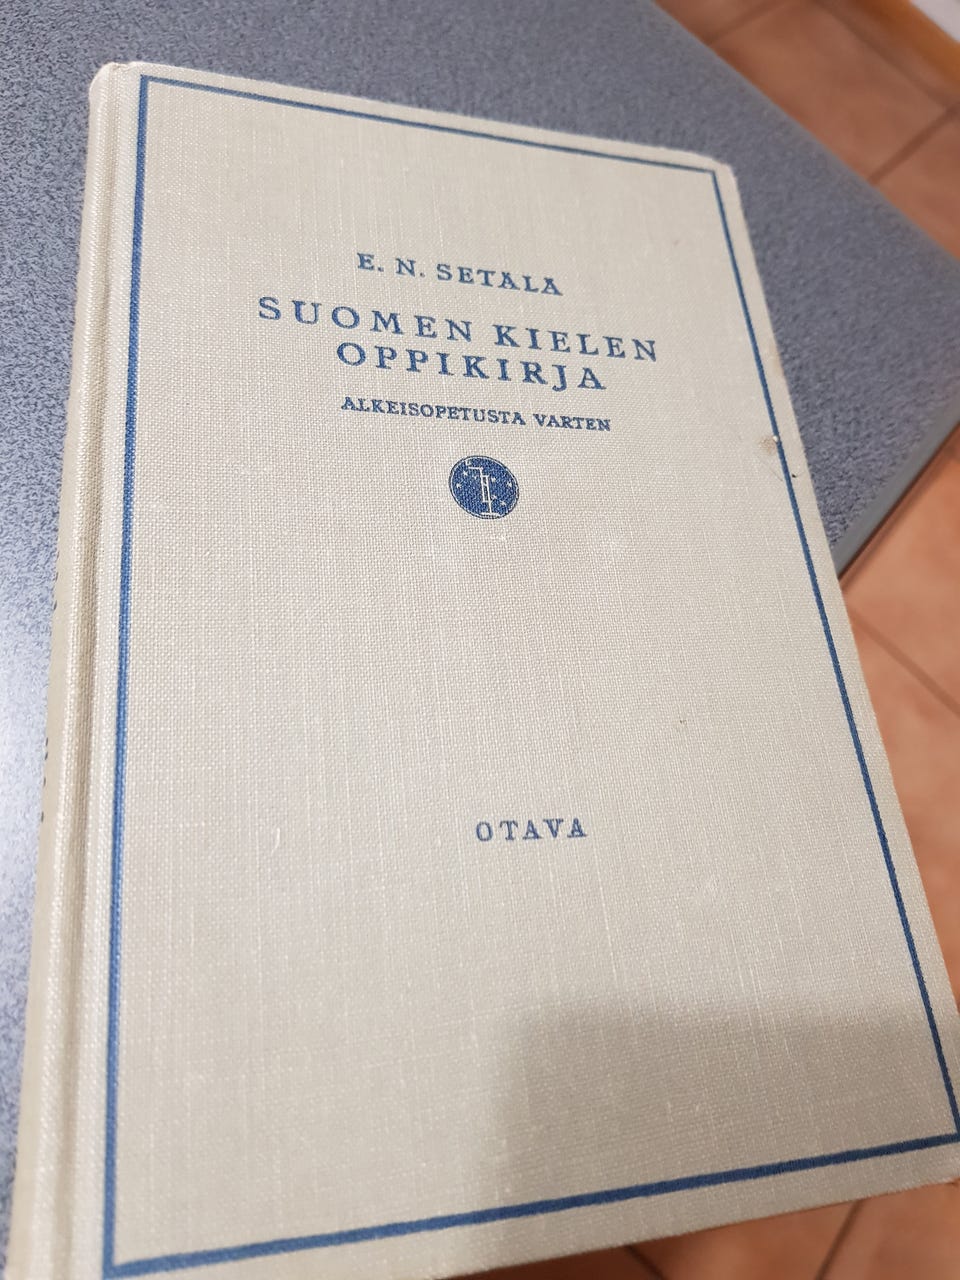 E. N. SETÄLÄ
SUOMEN KIELEN
OPPIKIRJA
ALKEISOPETUSTA VARTEN
OTAVA